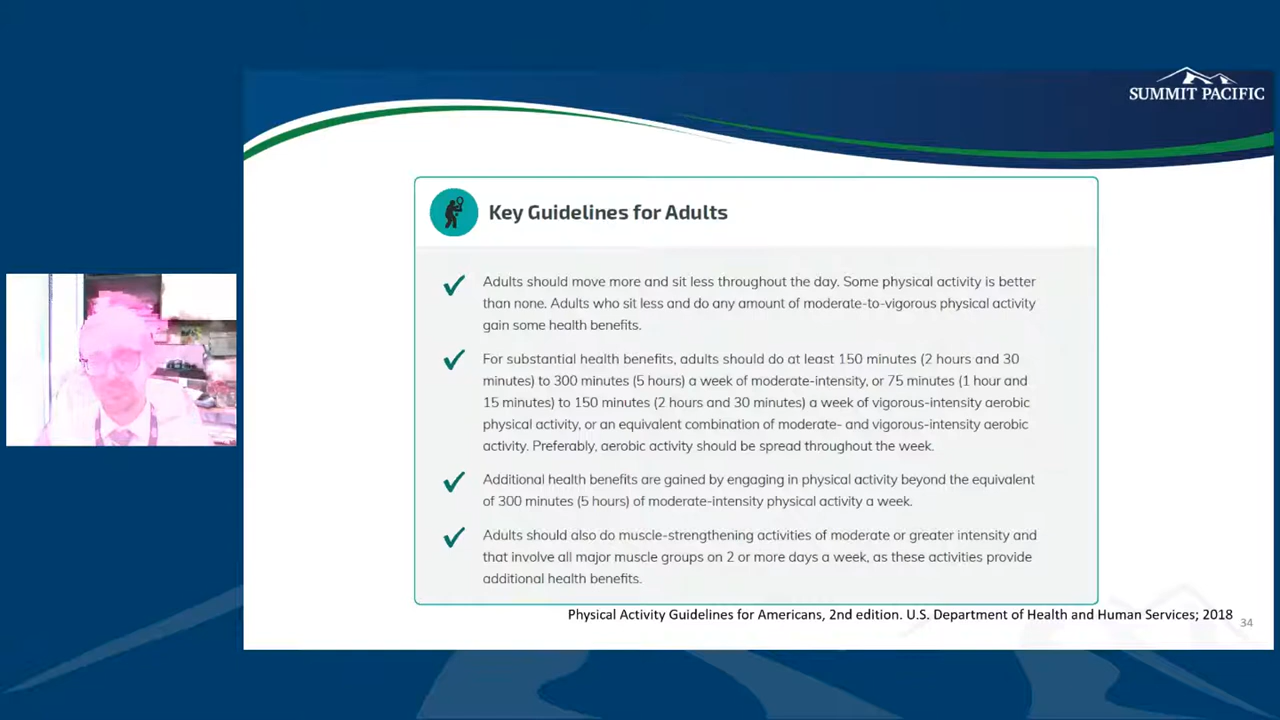 SUMMIT PACIFIC
Key Guidelines for Adults
Adults should move more and sit less throughout the day. Some physical activity is better
than none. Adults who sit less and do any amount of moderate-to-vigorous physical activity
gain some health benefits.
For substantial health benefits, adults should do at least 150 minutes (2 hours and 30
minutes) to 300 minutes (5 hours) a week of moderate-intensity, or 75 minutes (1 hour and
15 minutes) to 150 minutes (2 hours and 30 minutes) a week of vigorous-intensity aerobic
physical activity, or an equivalent combination of moderate- and vigorous-intensity aerobic
activity. Preferably, aerobic activity should be spread throughout the week.
Additional health benefits are gained by engaging in physical activity beyond the equivalent
of 300 minutes (5 hours) of moderate-intensity physical activity a week.
Adults should also do muscle-strengthening activities of moderate or greater intensity and
that involve all major muscle groups on 2 or more days a week, as these activities provide
additional health benefits.
Physical Activity Guidelines for Americans, 2nd edition. U.S. Department of Health and Human Services; 2018
34